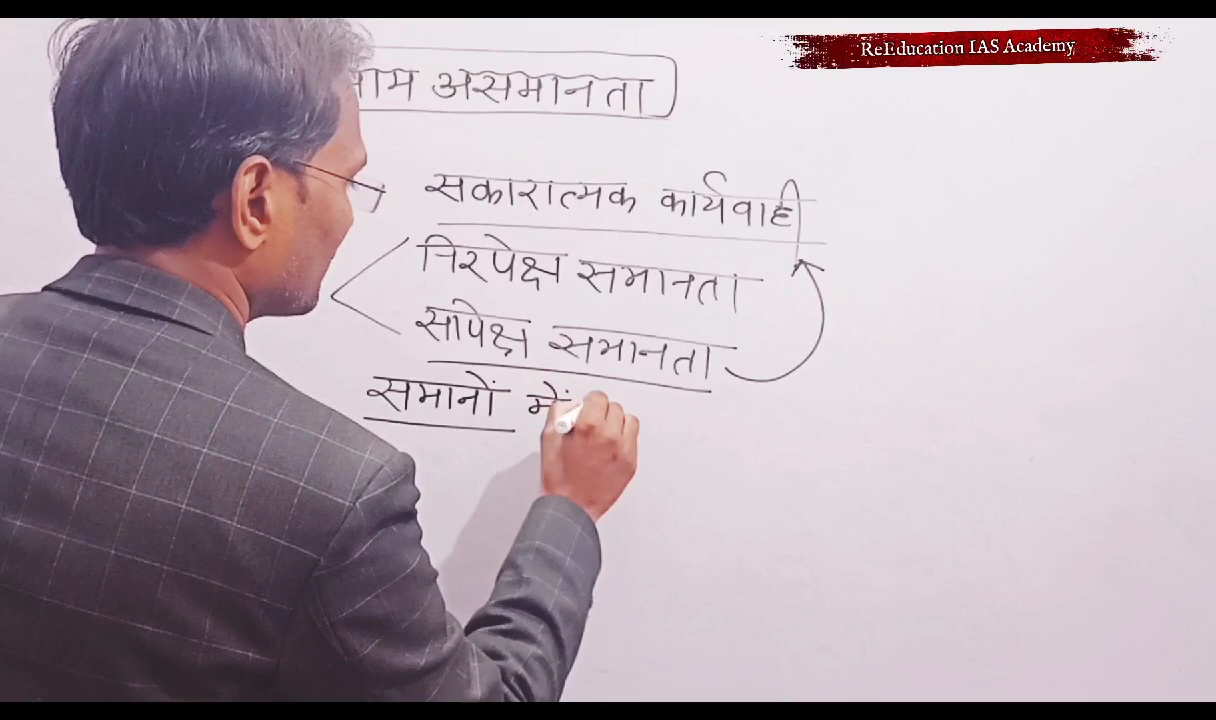 ReEducation IAS Academy
असमानता
सकारात्मक कार्यवाही
निरपेक्ष समानता
सापेक्ष समानता
समानों में